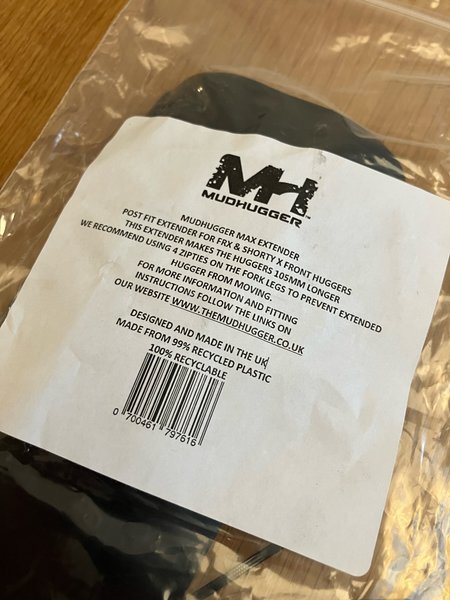 MH
MUDHUGGER™
MUDHUGGER MAX EXTENDER
POST FIT EXTENDER FOR FRX & SHORTY X FRONT HUGGERS
THIS EXTENDER MAKES THE HUGGERS 105MM LONGER
WE RECOMMEND USING 4 ZIPTIES ON THE FORK LEGS TO PREVENT EXTENDED
HUGGER FROM MOVING.
FOR MORE INFORMATION AND FITTING
INSTRUCTIONS FOLLOW THE LINKS ON
OUR WEBSITE WWW.THEMUDHUGGER.CO.UK
DESIGNED AND MADE IN THE UK
MADE FROM 99% RECYCLED PLASTIC
100% RECYCLABLE
0 700461 797616